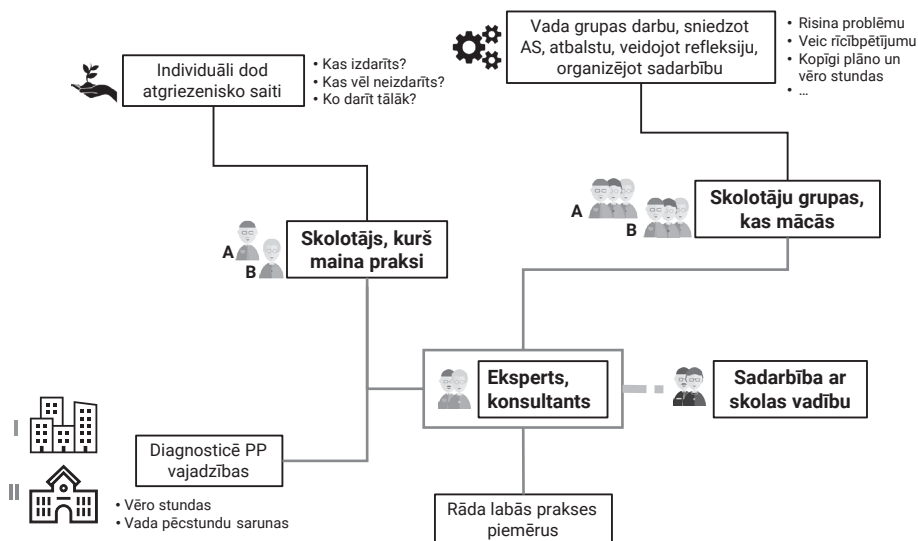 Individuāli dod
atgriezenisko saiti
• Kas izdarīts?
• Kas vēl neizdarīts?
• Ko darīt tālāk?
Vada grupas darbu, sniedzot
AS, atbalstu, veidojot refleksiju,
organizējot sadarbību
• Risina problēmu
• Veic rīcībpētījumu
• Kopīgi plāno un
vēro stundas
• ...
A
B
Skolotājs, kurš
maina praksi
A
B
Skolotāju grupas,
kas mācās
Eksperts,
konsultants
Sadarbība ar
skolas vadību
I
II
Diagnosticē PP
vajadzības
• Vēro stundas
• Vada pēcstundu sarunas
Rāda labās prakses
piemērus